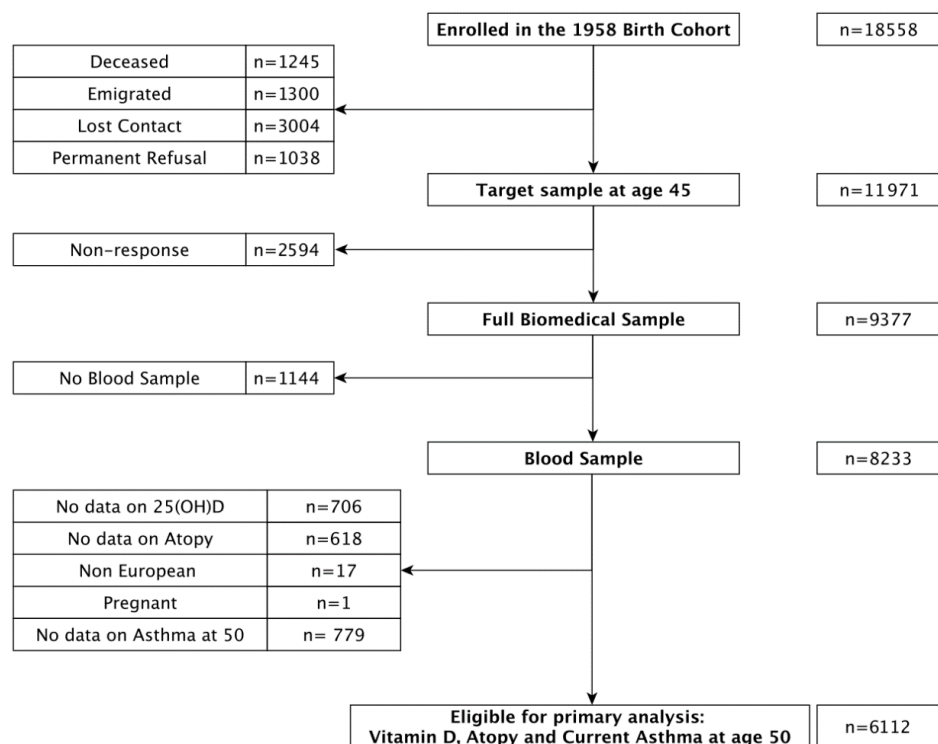 Enrolled in the 1958 Birth Cohort n=18558
Deceased n=1245
Emigrated n=1300
Lost Contact n=3004
Permanent Refusal n=1038
Target sample at age 45 n=11971
Non-response n=2594
Full Biomedical Sample n=9377
No Blood Sample n=1144
Blood Sample n=8233
No data on 25(OH)D n=706
No data on Atopy n=618
Non European n=17
Pregnant n=1
No data on Asthma at 50 n= 779
Eligible for primary analysis:
Vitamin D, Atopy and Current Asthma at age 50 n=6112